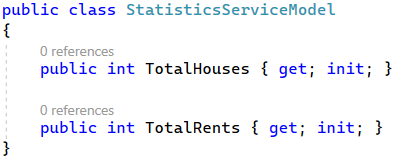 public class StatisticsServiceModel
{
0 references
public int TotalHouses { get; init; }
0 references
public int TotalRents { get; init; }
}